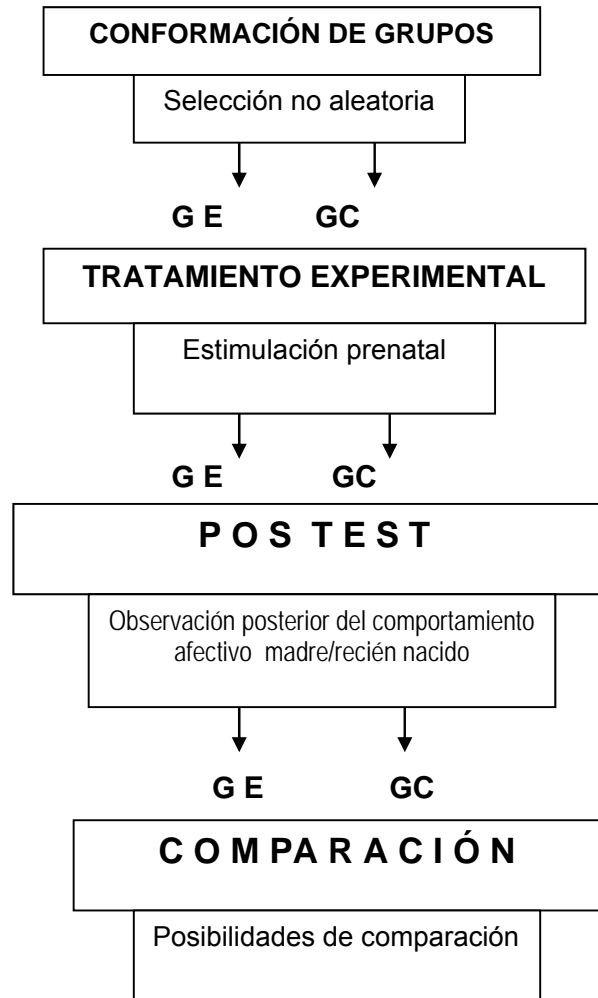 CONFORMACIÓN DE GRUPOS
Selección no aleatoria
G E GC
TRATAMIENTO EXPERIMENTAL
Estimulación prenatal
G E GC
P O S T E S T
Observación posterior del comportamiento
afectivo madre/recién nacido
G E GC
C O M PA R A C I Ó N
Posibilidades de comparación